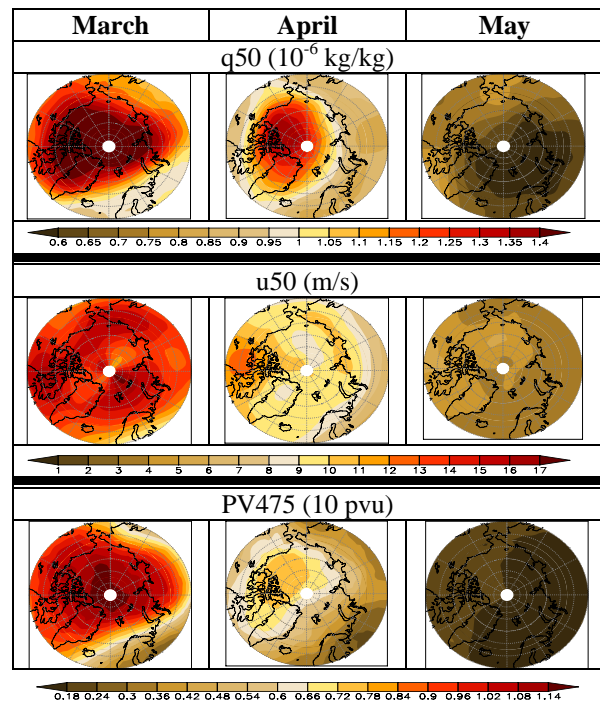 March April May
q50 (10⁻⁶ kg/kg)
0.6 0.65 0.7 0.75 0.8 0.85 0.9 0.95 1 1.05 1.1 1.15 1.2 1.25 1.3 1.35 1.4
u50 (m/s)
1 2 3 4 5 6 7 8 9 10 11 12 13 14 15 16 17
PV475 (10 pvu)
0.18 0.24 0.3 0.36 0.42 0.48 0.54 0.6 0.66 0.72 0.78 0.84 0.9 0.96 1.02 1.08 1.14